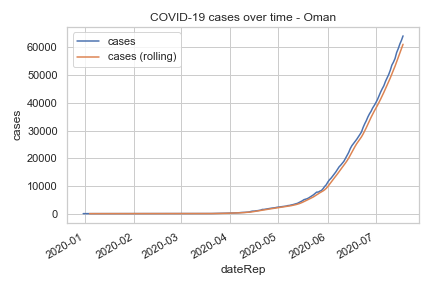 COVID-19 cases over time - Oman
cases
cases (rolling)
60000
50000
40000
30000
20000
10000
0
cases
2020-01
2020-02
2020-03
2020-04
2020-05
2020-06
2020-07
dateRep